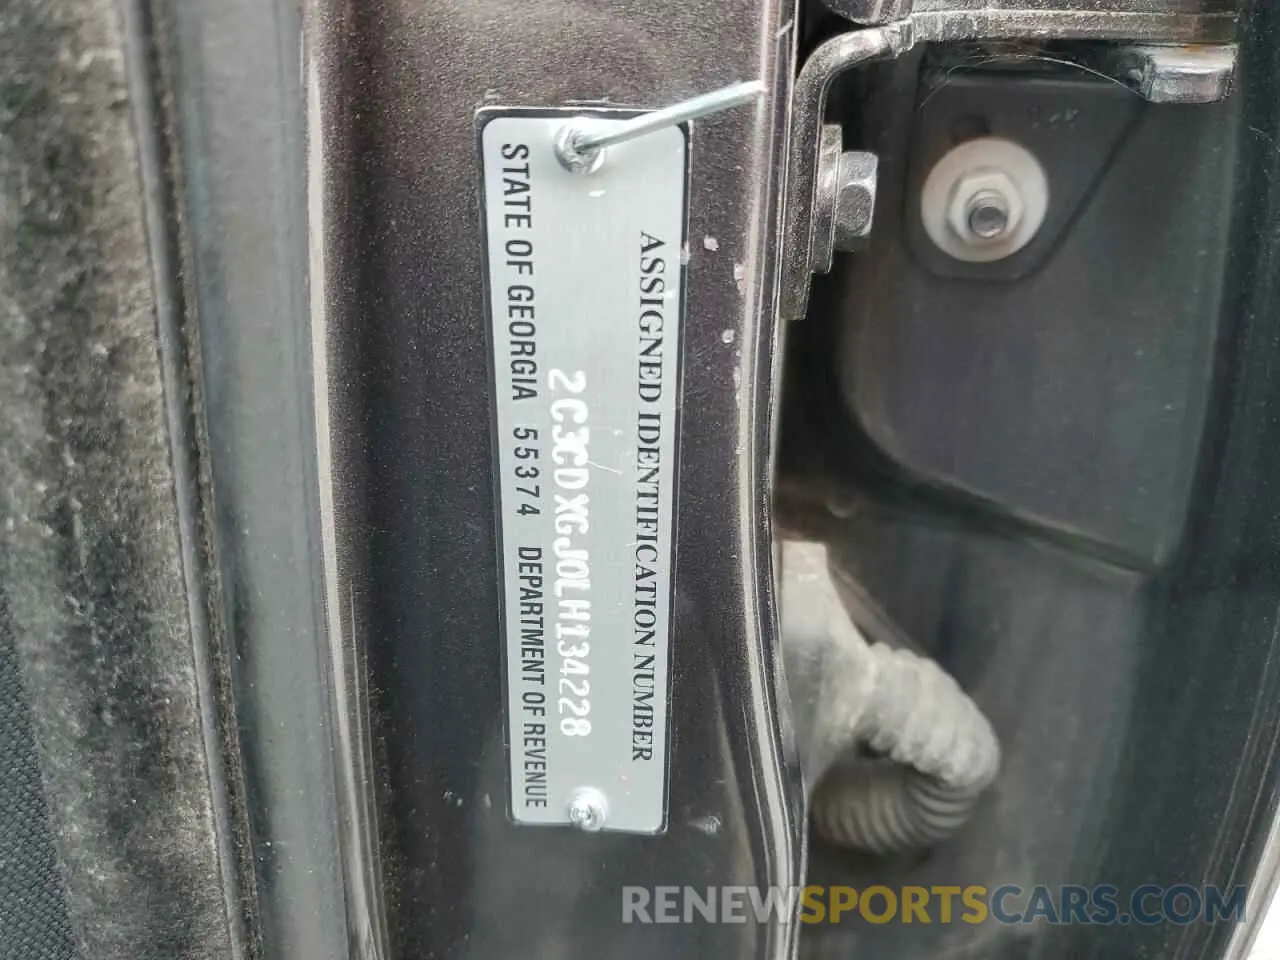 ASSIGNED IDENTIFICATION NUMBER
2C3CDXGJ0LH134228
STATE OF GEORGIA 55374 DEPARTMENT OF REVENUE
RENEWSPORTSCARS.COM